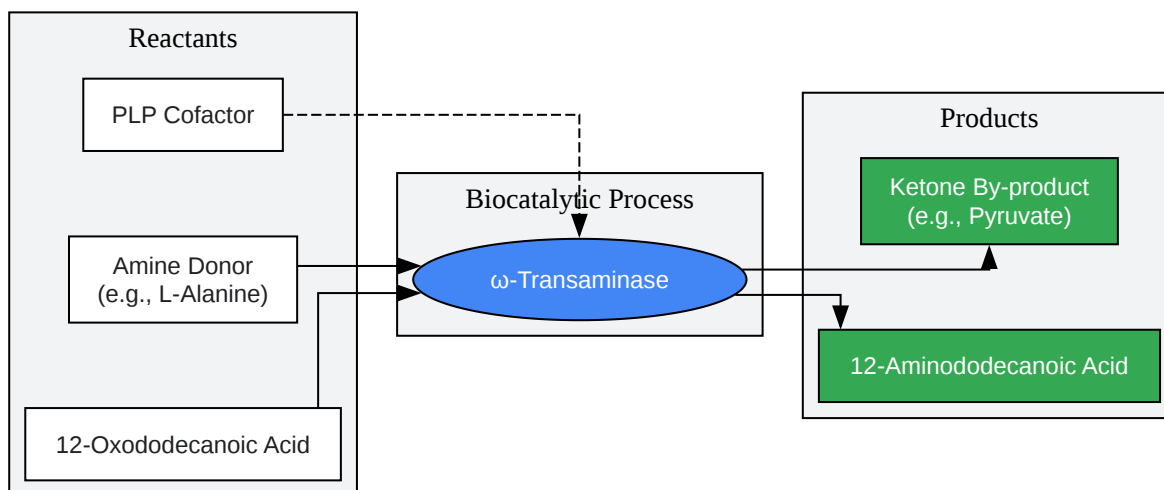 Reactants
PLP Cofactor
Amine Donor
(e.g., L-Alanine)
12-Oxododecanoic Acid
Biocatalytic Process
ω-Transaminase
Products
Ketone By-product
(e.g., Pyruvate)
12-Aminododecanoic Acid